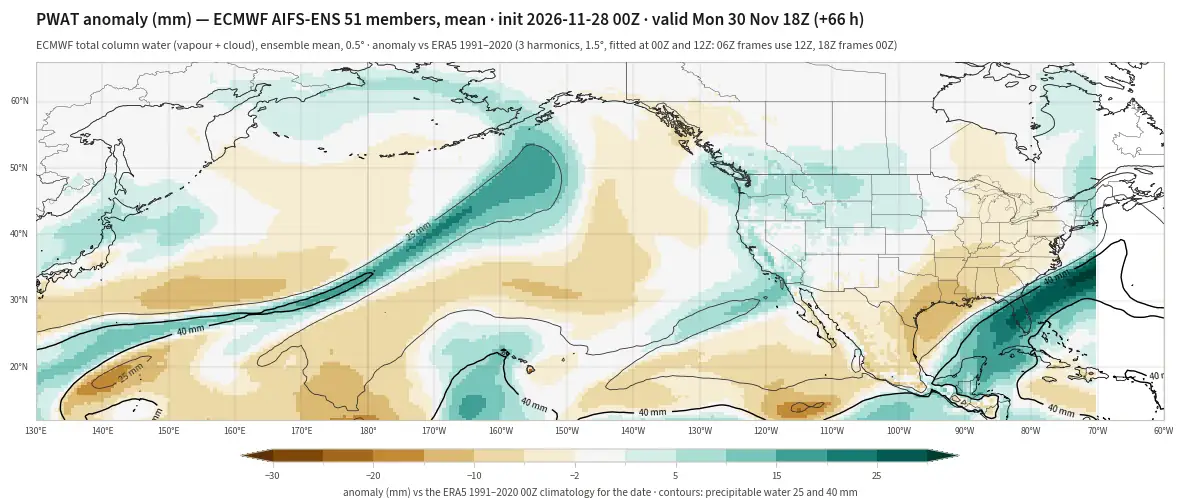 PWAT anomaly (mm) — ECMWF AIFS-ENS 51 members, mean · init 2026-11-28 00Z · valid Mon 30 Nov 18Z (+66 h)
ECMWF total column water (vapour + cloud), ensemble mean, 0.5° · anomaly vs ERA5 1991–2020 (3 harmonics, 1.5°, fitted at 00Z and 12Z: 06Z frames use 12Z, 18Z frames 00Z)
60°N
50°N
40°N
30°N
20°N
25 mm
40 mm
40 mm
25 mm
mm
40 mm
40 mm
40 mm
130°E 140°E 150°E 160°E 170°E 180° 170°W 160°W 150°W 140°W 130°W 120°W 110°W 100°W 90°W 80°W 70°W 60°W
−30 −20 −10 −2 5 15 25
anomaly (mm) vs the ERA5 1991–2020 00Z climatology for the date · contours: precipitable water 25 and 40 mm